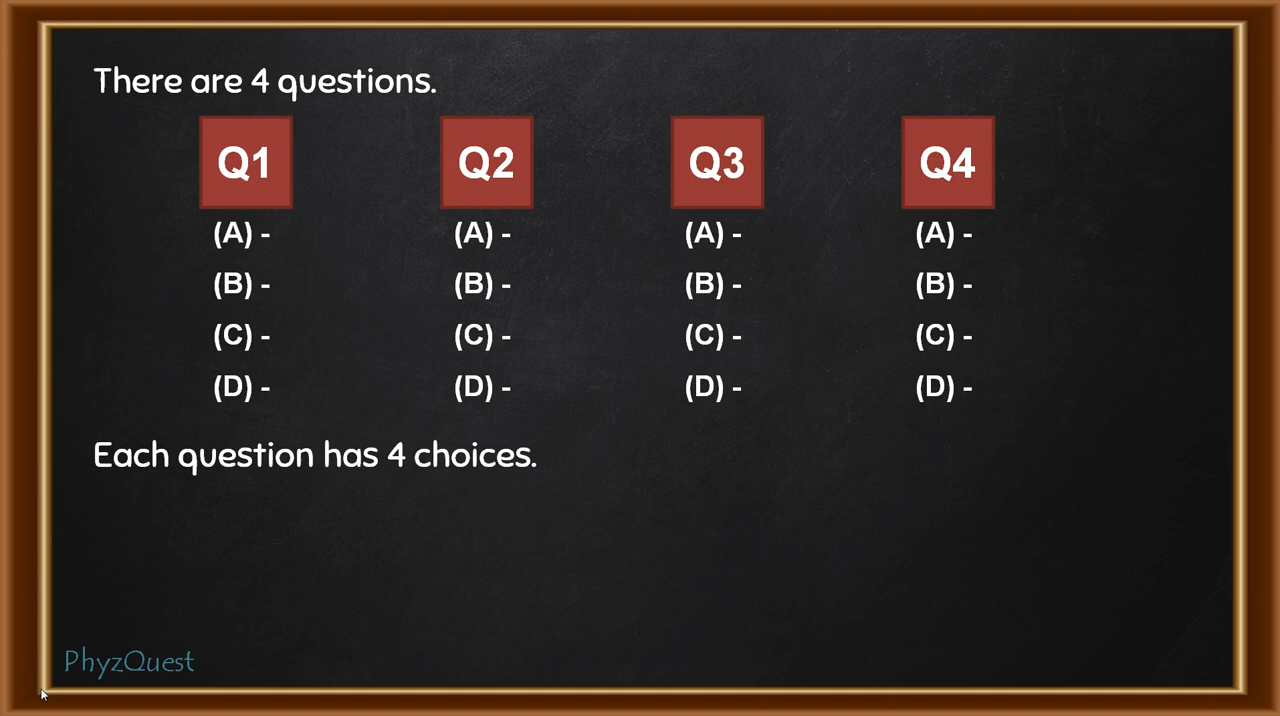 There are 4 questions.
Q1 Q2 Q3 Q4
(A) - (A) - (A) - (A) -
(B) - (B) - (B) - (B) -
(C) - (C) - (C) - (C) -
(D) - (D) - (D) - (D) -
Each question has 4 choices.
PhyzQuest